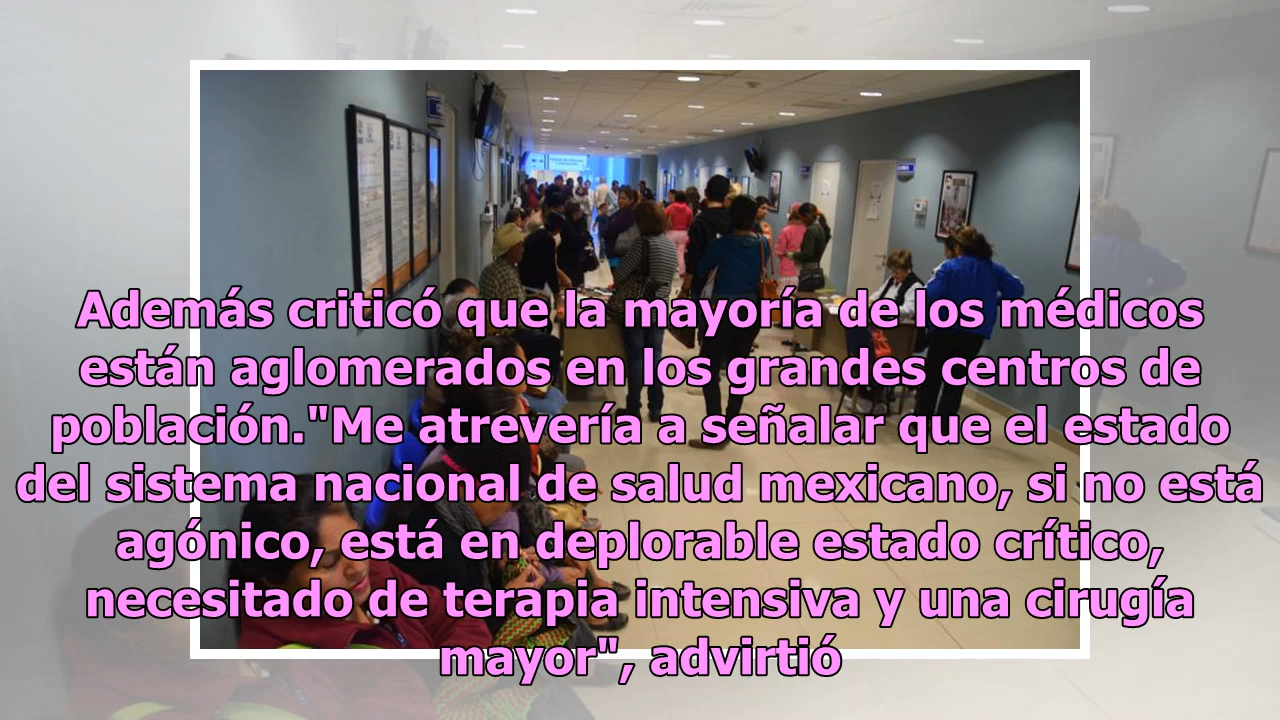 Además criticó que la mayoría de los médicos
están aglomerados en los grandes centros de
población."Me atrevería a señalar que el estado
del sistema nacional de salud mexicano, si no está
agónico, está en deplorable estado crítico,
necesitado de terapia intensiva y una cirugía
mayor", advirtió